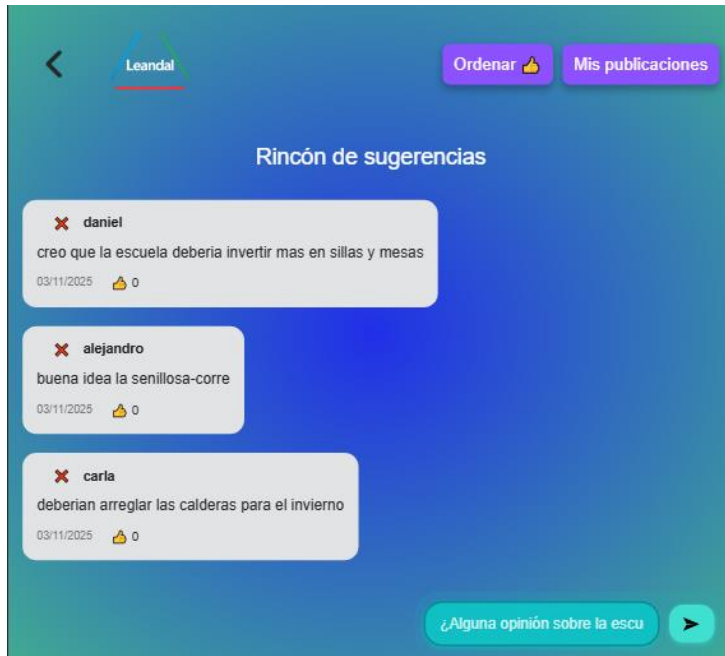 Leandal
Ordenar 👍
Mis publicaciones
Rincón de sugerencias
daniel
creo que la escuela deberia invertir mas en sillas y mesas
03/11/2025 👍 0
alejandro
buena idea la senillosa-corre
03/11/2025 👍 0
carla
deberian arreglar las calderas para el invierno
03/11/2025 👍 0
¿Alguna opinión sobre la escu